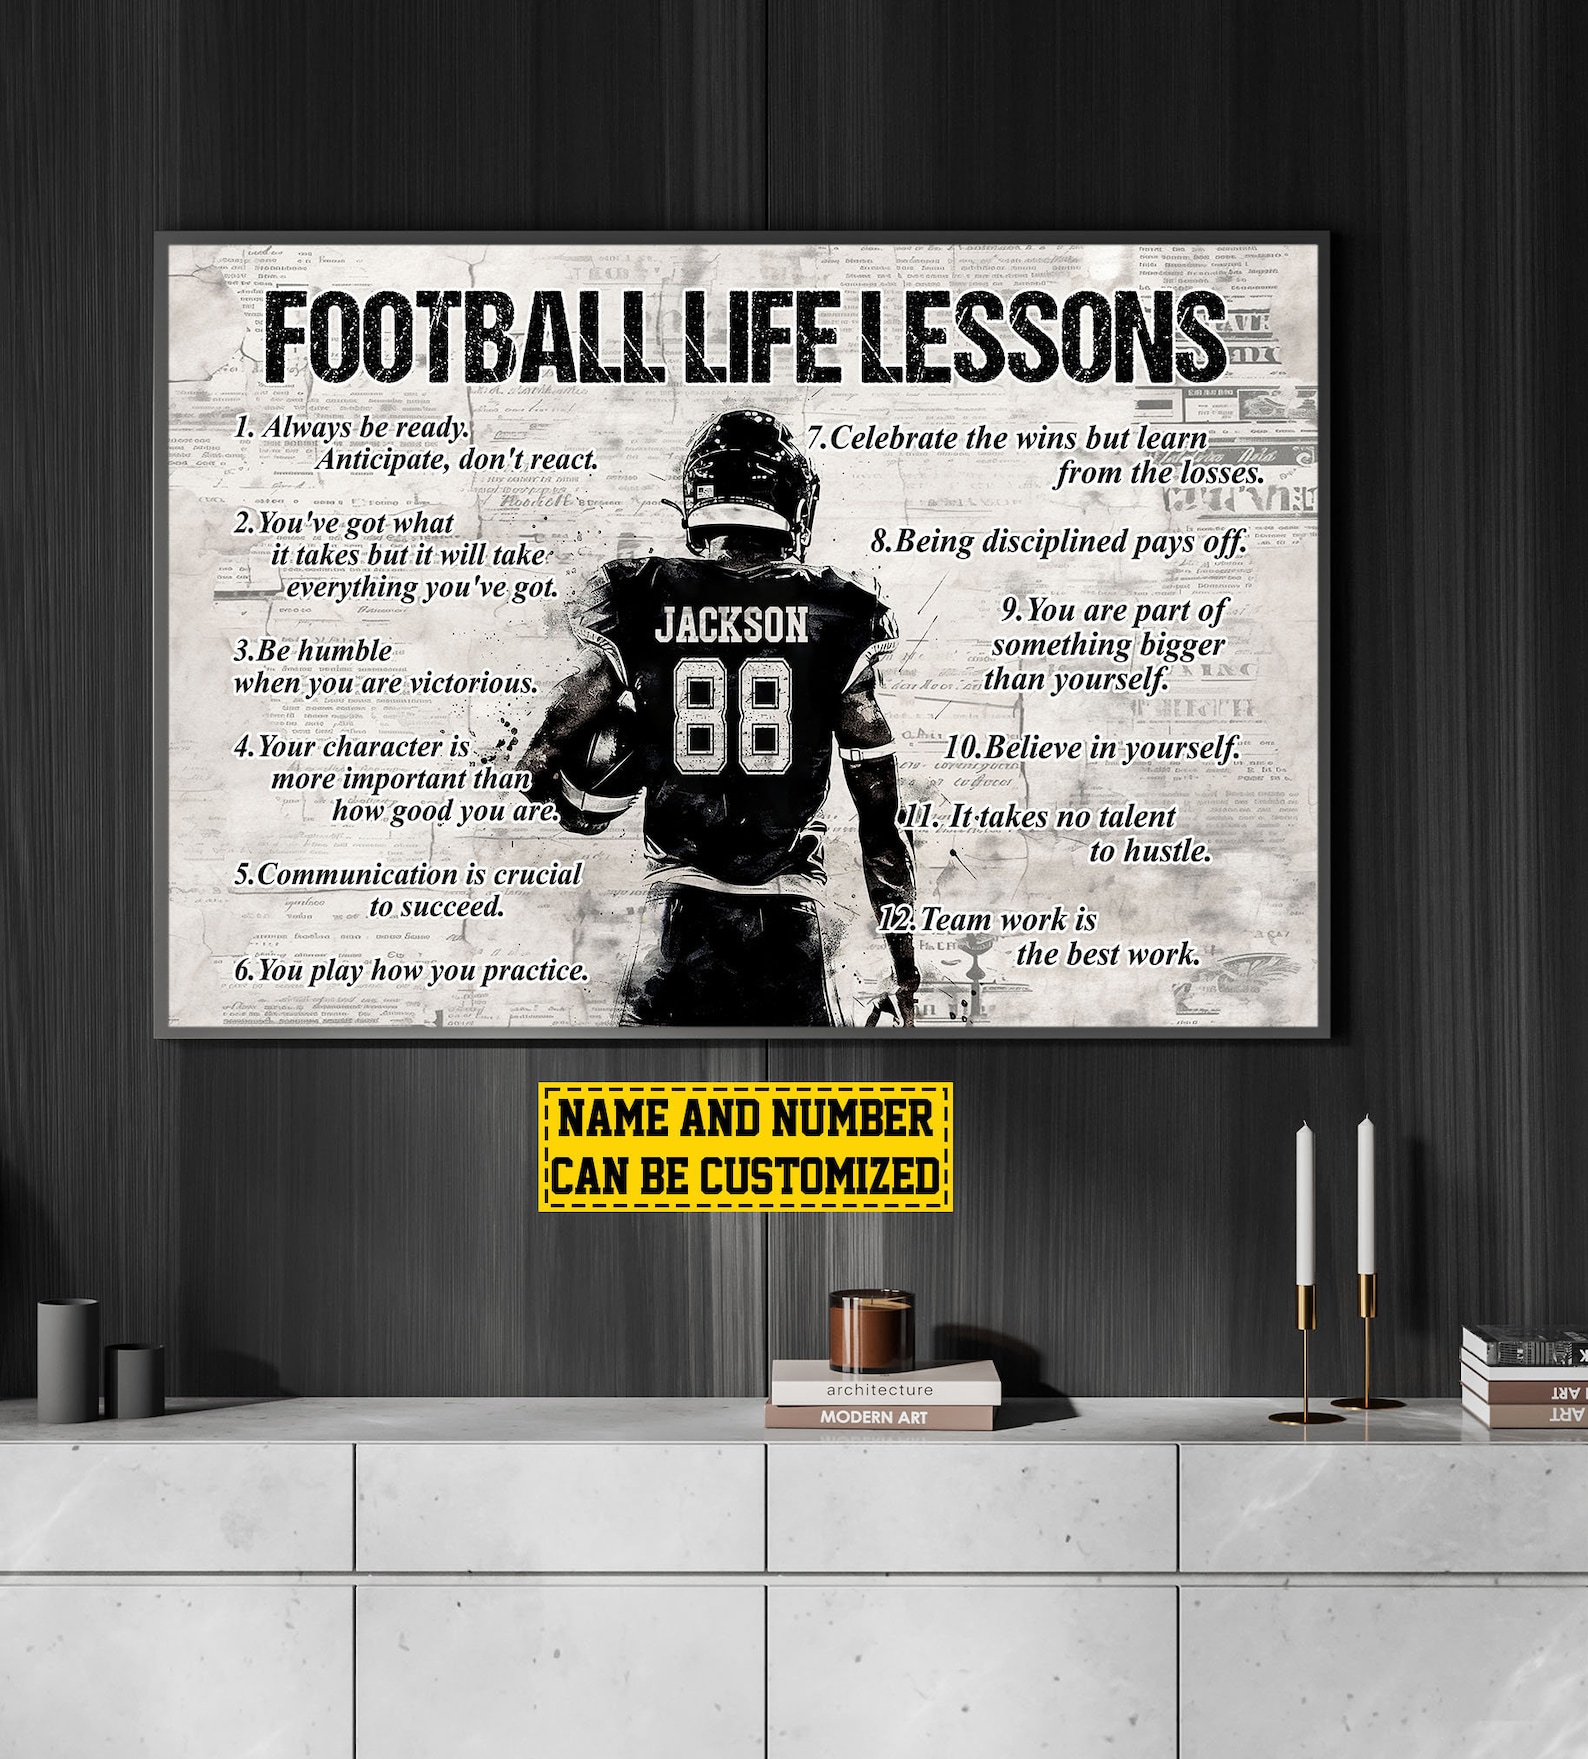 FOOTBALL LIFE LESSONS
1. Always be ready.
Anticipate, don't react.
2.You've got what
it takes but it will take
everything you've got.
3.Be humble
when you are victorious.
4.Your character is
more important than
how good you are.
5.Communication is crucial
to succeed.
6.You play how you practice.
7.Celebrate the wins but learn
from the losses.
8.Being disciplined pays off.
9.You are part of
something bigger
than yourself.
10.Believe in yourself.
11. It takes no talent
to hustle.
12.Team work is
the best work.
JACKSON
88
NAME AND NUMBER
CAN BE CUSTOMIZED
architecture
MODERN ART
ART
ART